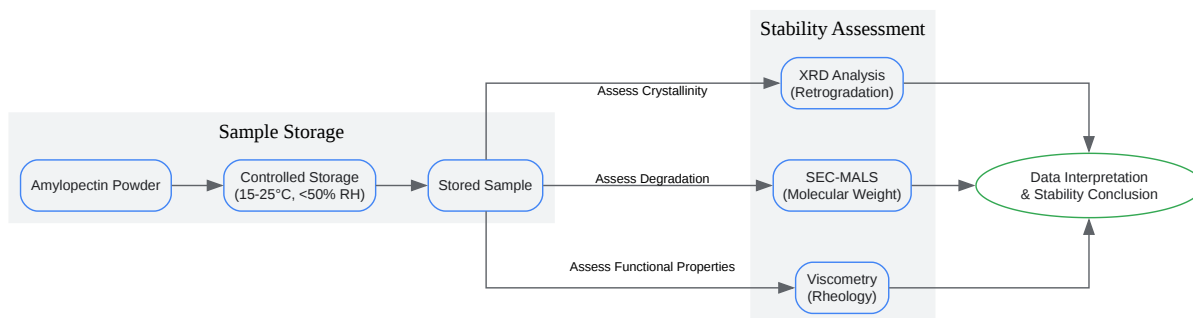 Sample Storage
Amylopectin Powder
Controlled Storage
(15-25°C, <50% RH)
Stored Sample
Assess Crystallinity
Assess Degradation
Assess Functional Properties
Stability Assessment
XRD Analysis
(Retrogradation)
SEC-MALS
(Molecular Weight)
Viscometry
(Rheology)
Data Interpretation
& Stability Conclusion